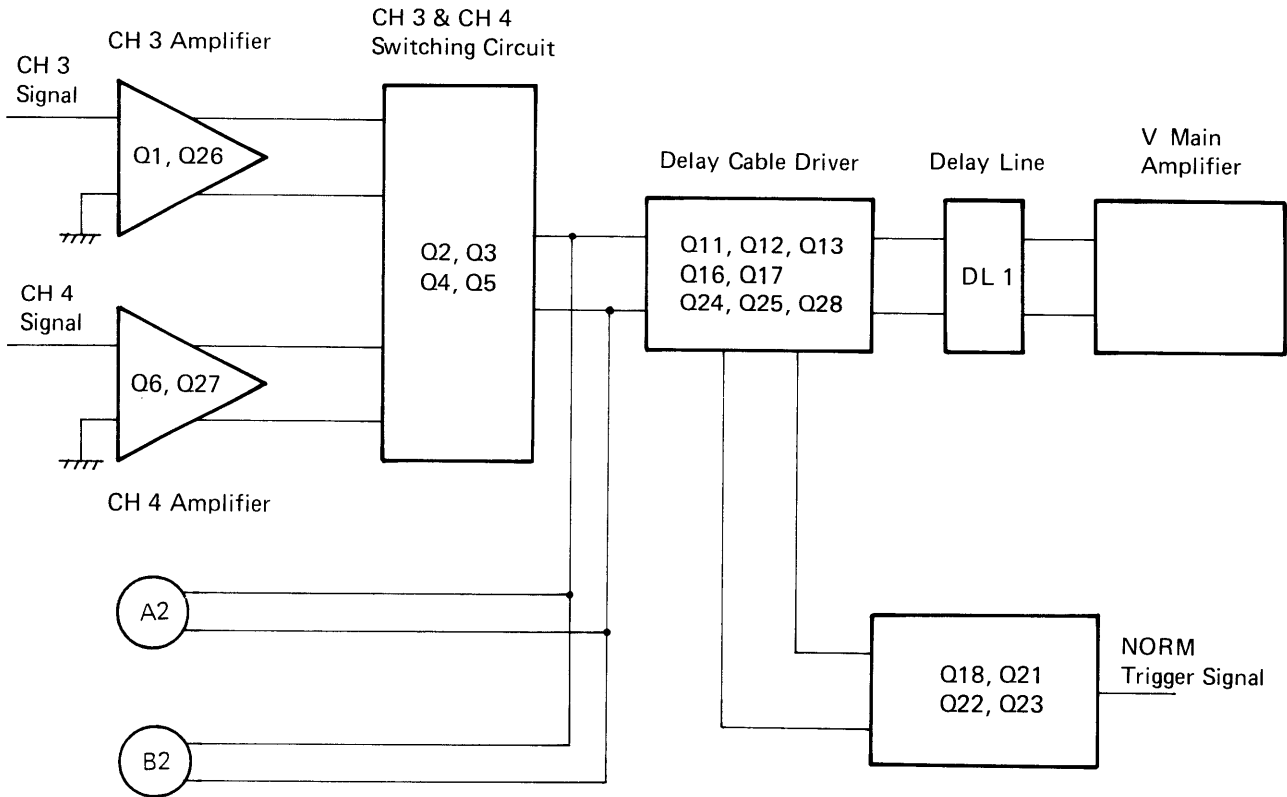 CH 3 & CH 4
Switching Circuit
CH 3 Amplifier
CH 3
Signal
Q1, Q26
CH 4
Signal
Q6, Q27
CH 4 Amplifier
Q2, Q3
Q4, Q5
Delay Cable Driver
Q11, Q12, Q13
Q16, Q17
Q24, Q25, Q28
Delay Line
DL 1
V Main
Amplifier
A2
B2
Q18, Q21
Q22, Q23
NORM
Trigger Signal